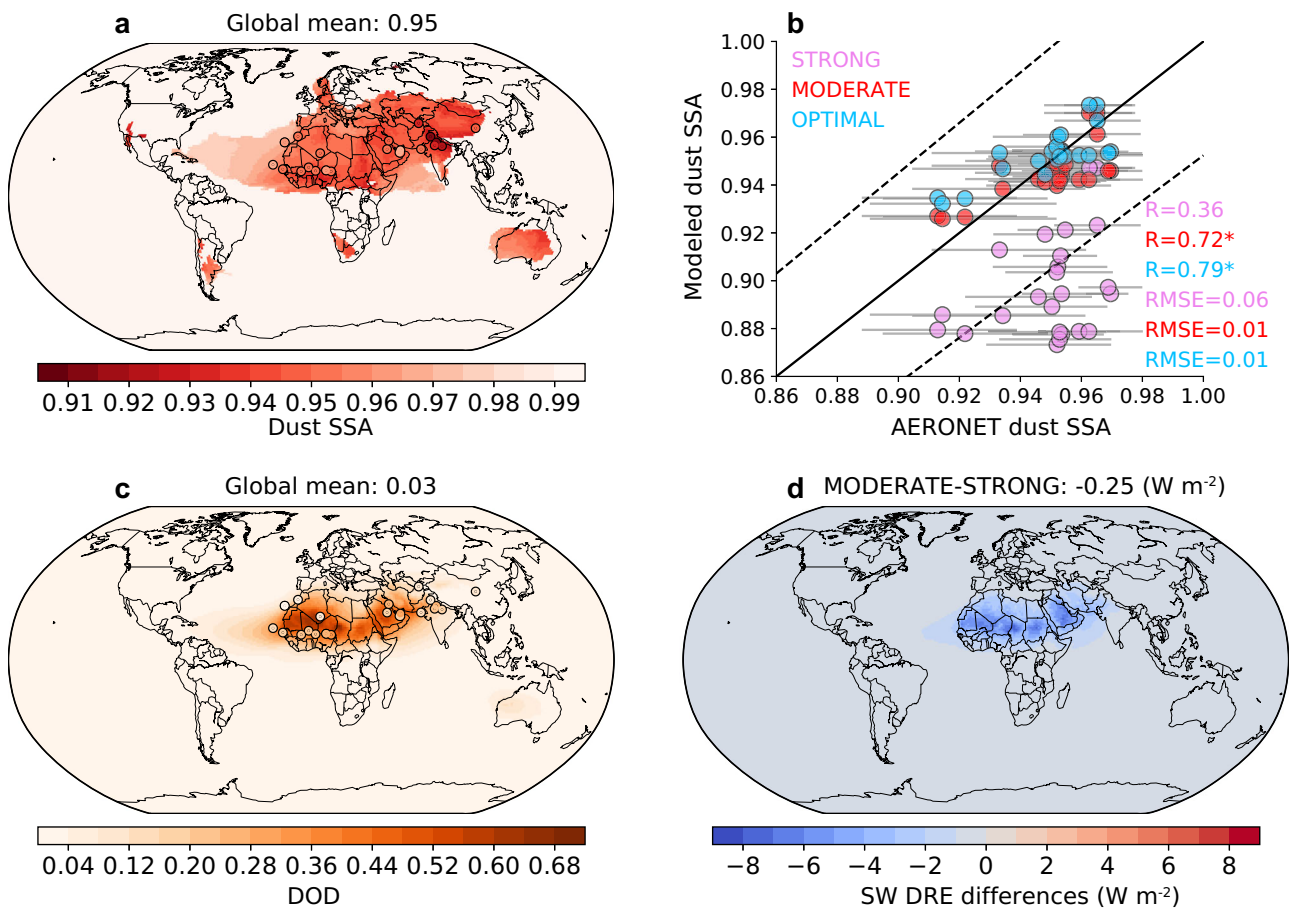 a
Global mean: 0.95
0.91 0.92 0.93 0.94 0.95 0.96 0.97 0.98 0.99
Dust SSA
b
1.00
0.98
0.96
0.94
0.92
0.90
0.88
0.86
Modeled dust SSA
STRONG
MODERATE
OPTIMAL
R=0.36
R=0.72*
R=0.79*
RMSE=0.06
RMSE=0.01
RMSE=0.01
0.86 0.88 0.90 0.92 0.94 0.96 0.98 1.00
AERONET dust SSA
c
Global mean: 0.03
0.04 0.12 0.20 0.28 0.36 0.44 0.52 0.60 0.68
DOD
d
MODERATE-STRONG: -0.25 (W m⁻²)
−8 −6 −4 −2 0 2 4 6 8
SW DRE differences (W m⁻²)